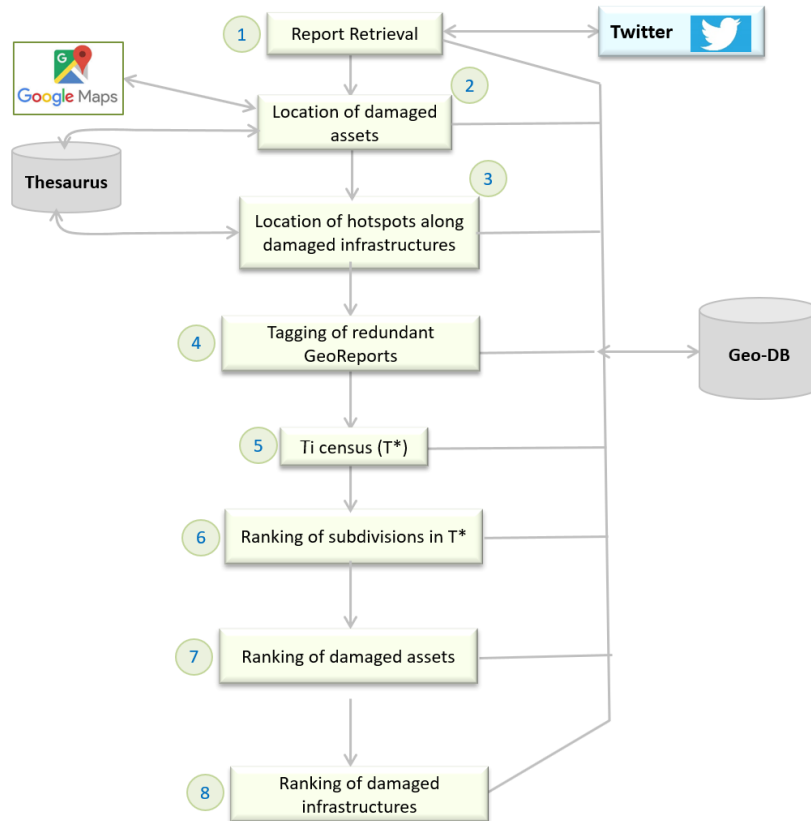 1
Report Retrieval
Twitter
G
Google Maps
2
Location of damaged
assets
Thesaurus
3
Location of hotspots along
damaged infrastructures
4
Tagging of redundant
GeoReports
Geo-DB
5
Ti census (T*)
6
Ranking of subdivisions in T*
7
Ranking of damaged assets
8
Ranking of damaged
infrastructures